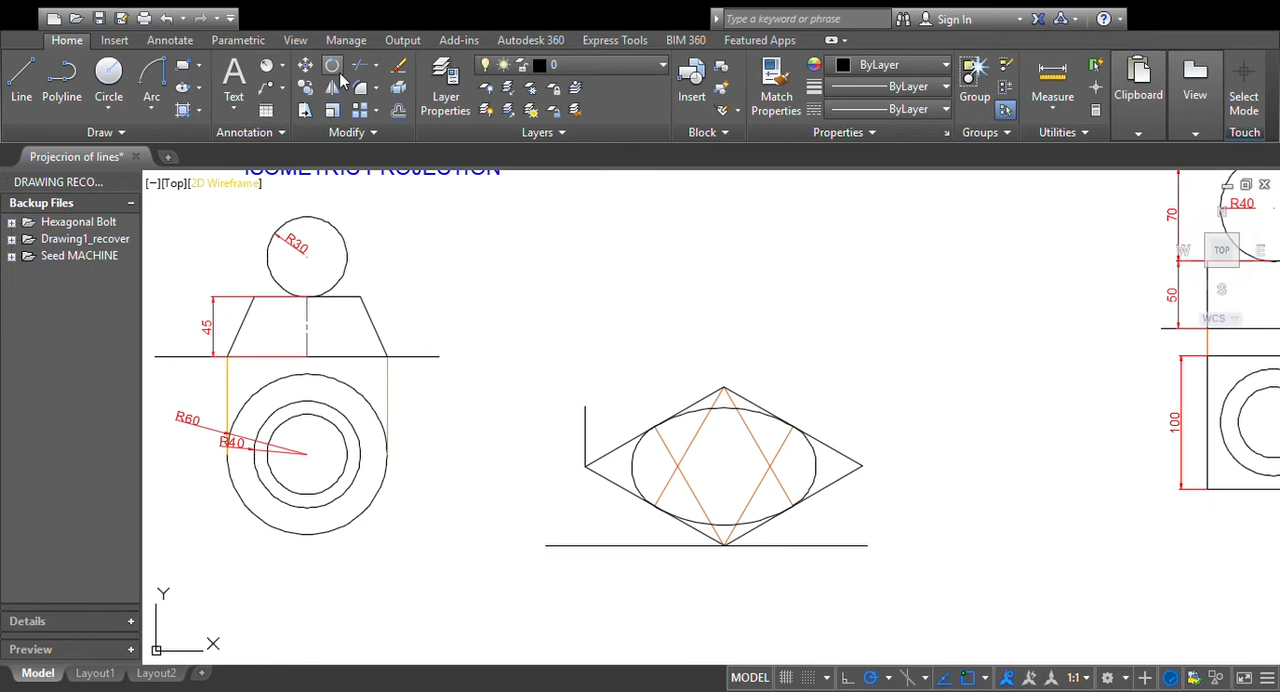 Type a keyword or phrase
Sign In
Home Insert Annotate Parametric View Manage Output Add-ins Autodesk 360 Express Tools BIM 360 Featured Apps
Line Polyline Circle Arc
Draw
Text
Annotation
Modify
Layer Properties
0
Layers
Insert
Block
Match Properties
ByLayer
ByLayer
ByLayer
Properties
Group
Groups
Measure
Utilities
Clipboard
View
Select Mode
Touch
Projecrion of lines*
DRAWING RECO...
Backup Files
Hexagonal Bolt
Drawing1_recover
Seed MACHINE
Details
Preview
[−][Top][2D Wireframe]
ISOMETRIC PROJECTION
R30
45
R60
R40
70
50
100
R40
N
W
TOP
E
S
WCS
Y
X
Model Layout1 Layout2
MODEL
1:1